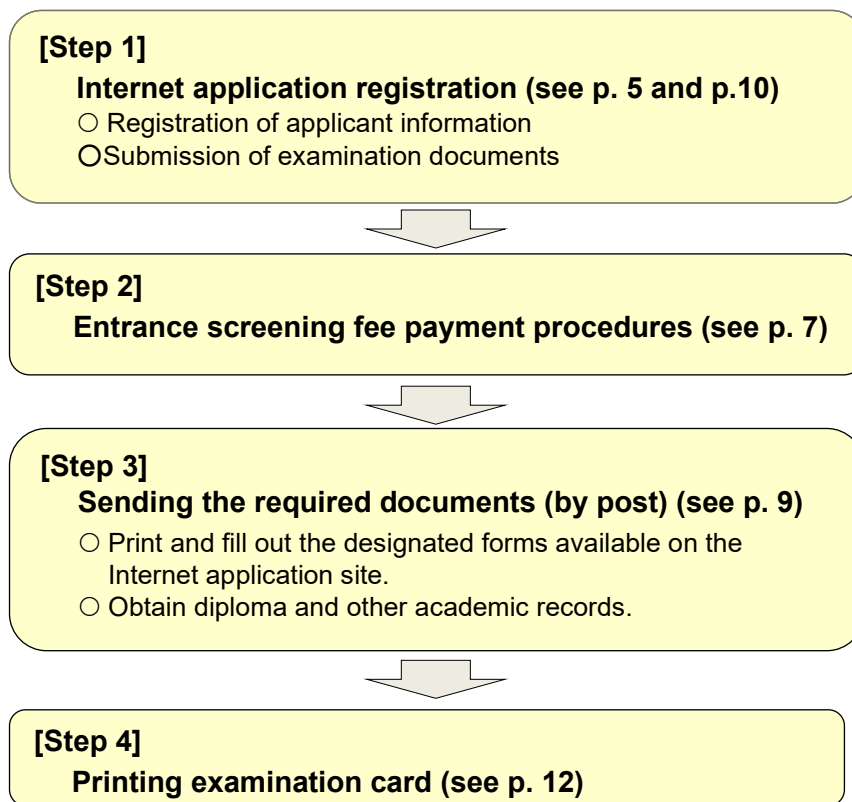 [Step 1]
Internet application registration (see p. 5 and p.10)
○ Registration of applicant information
○Submission of examination documents
[Step 2]
Entrance screening fee payment procedures (see p. 7)
[Step 3]
Sending the required documents (by post) (see p. 9)
○ Print and fill out the designated forms available on the
Internet application site.
○ Obtain diploma and other academic records.
[Step 4]
Printing examination card (see p. 12)